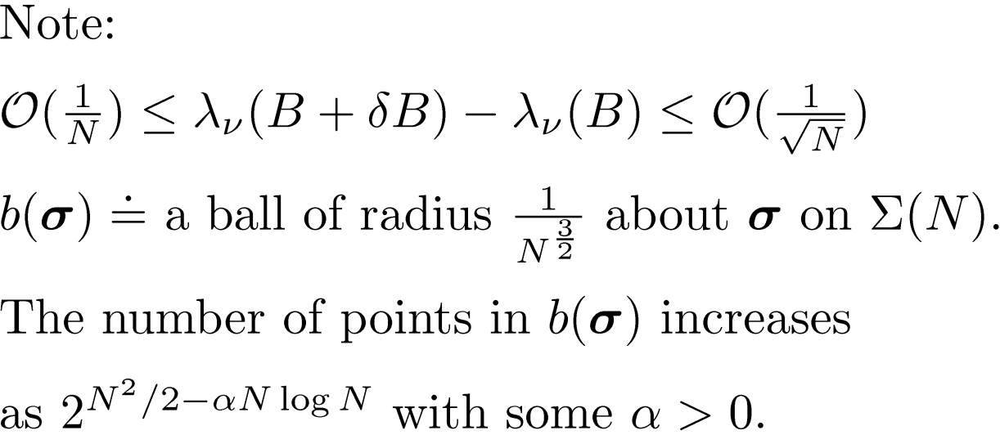 Note:
$\mathcal{O}(\frac{1}{N}) \leq \lambda_{\nu}(B + \delta B) - \lambda_{\nu}(B) \leq \mathcal{O}(\frac{1}{\sqrt{N}})$
$b(\boldsymbol{\sigma}) \doteq$ a ball of radius $\frac{1}{N^{\frac{3}{2}}}$ about $\boldsymbol{\sigma}$ on $\Sigma(N)$.
The number of points in $b(\boldsymbol{\sigma})$ increases
as $2^{N^2/2 - \alpha N \log N}$ with some $\alpha > 0$.